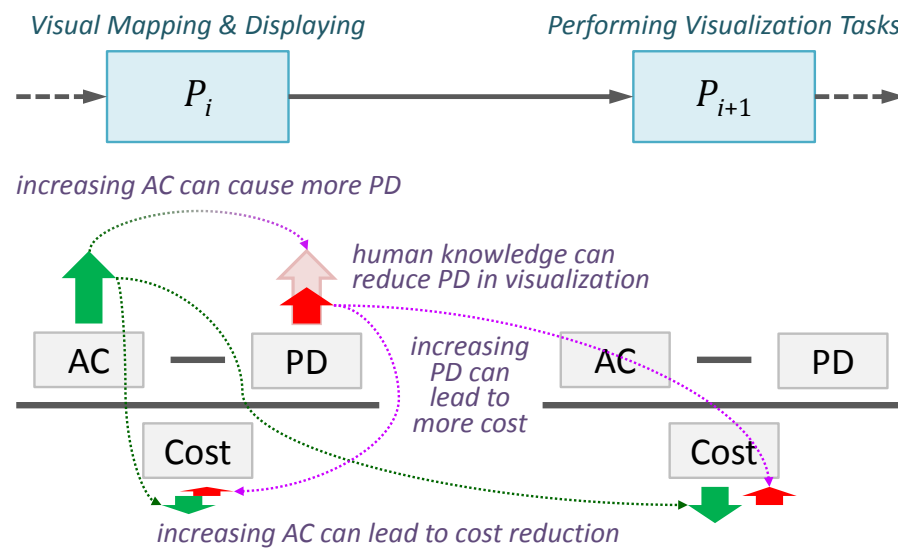 Visual Mapping & Displaying
Performing Visualization Tasks
P_i
P_{i+1}
increasing AC can cause more PD
human knowledge can
reduce PD in visualization
AC
PD
increasing
PD can
lead to
more cost
AC
PD
Cost
Cost
increasing AC can lead to cost reduction